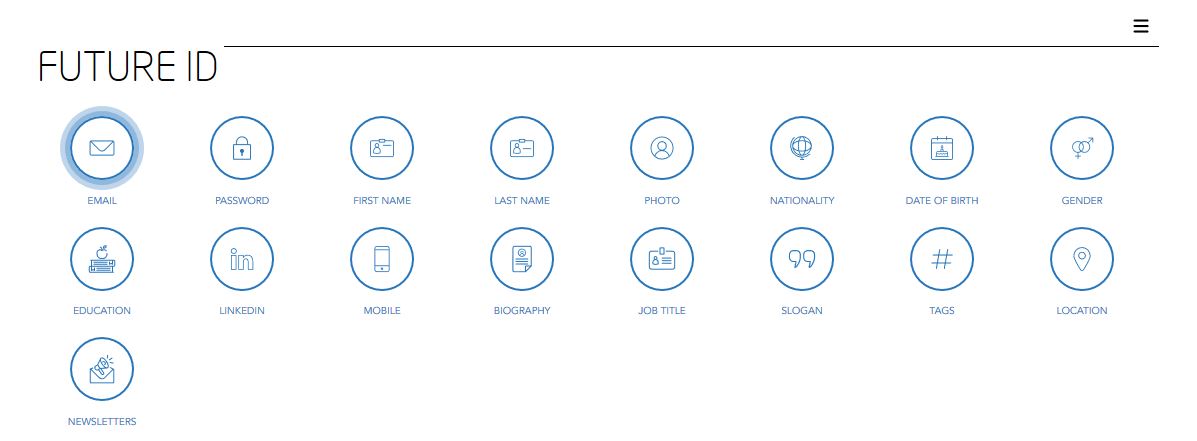 FUTURE ID
EMAIL PASSWORD FIRST NAME LAST NAME PHOTO NATIONALITY DATE OF BIRTH GENDER
EDUCATION LINKEDIN MOBILE BIOGRAPHY JOB TITLE SLOGAN TAGS LOCATION
NEWSLETTERS